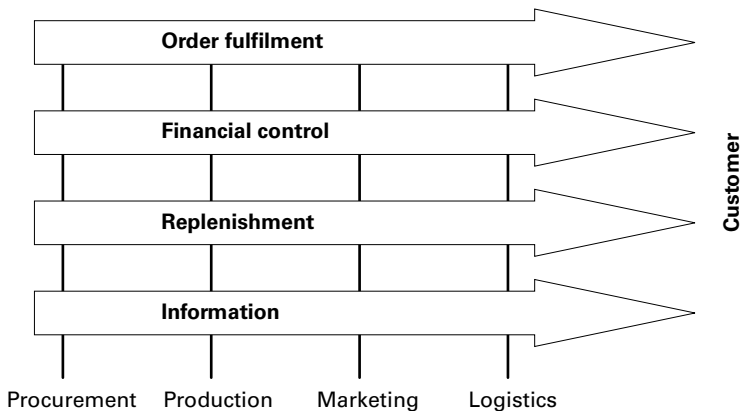 Order fulfilment
Financial control
Customer
Replenishment
Information
Procurement Production Marketing Logistics